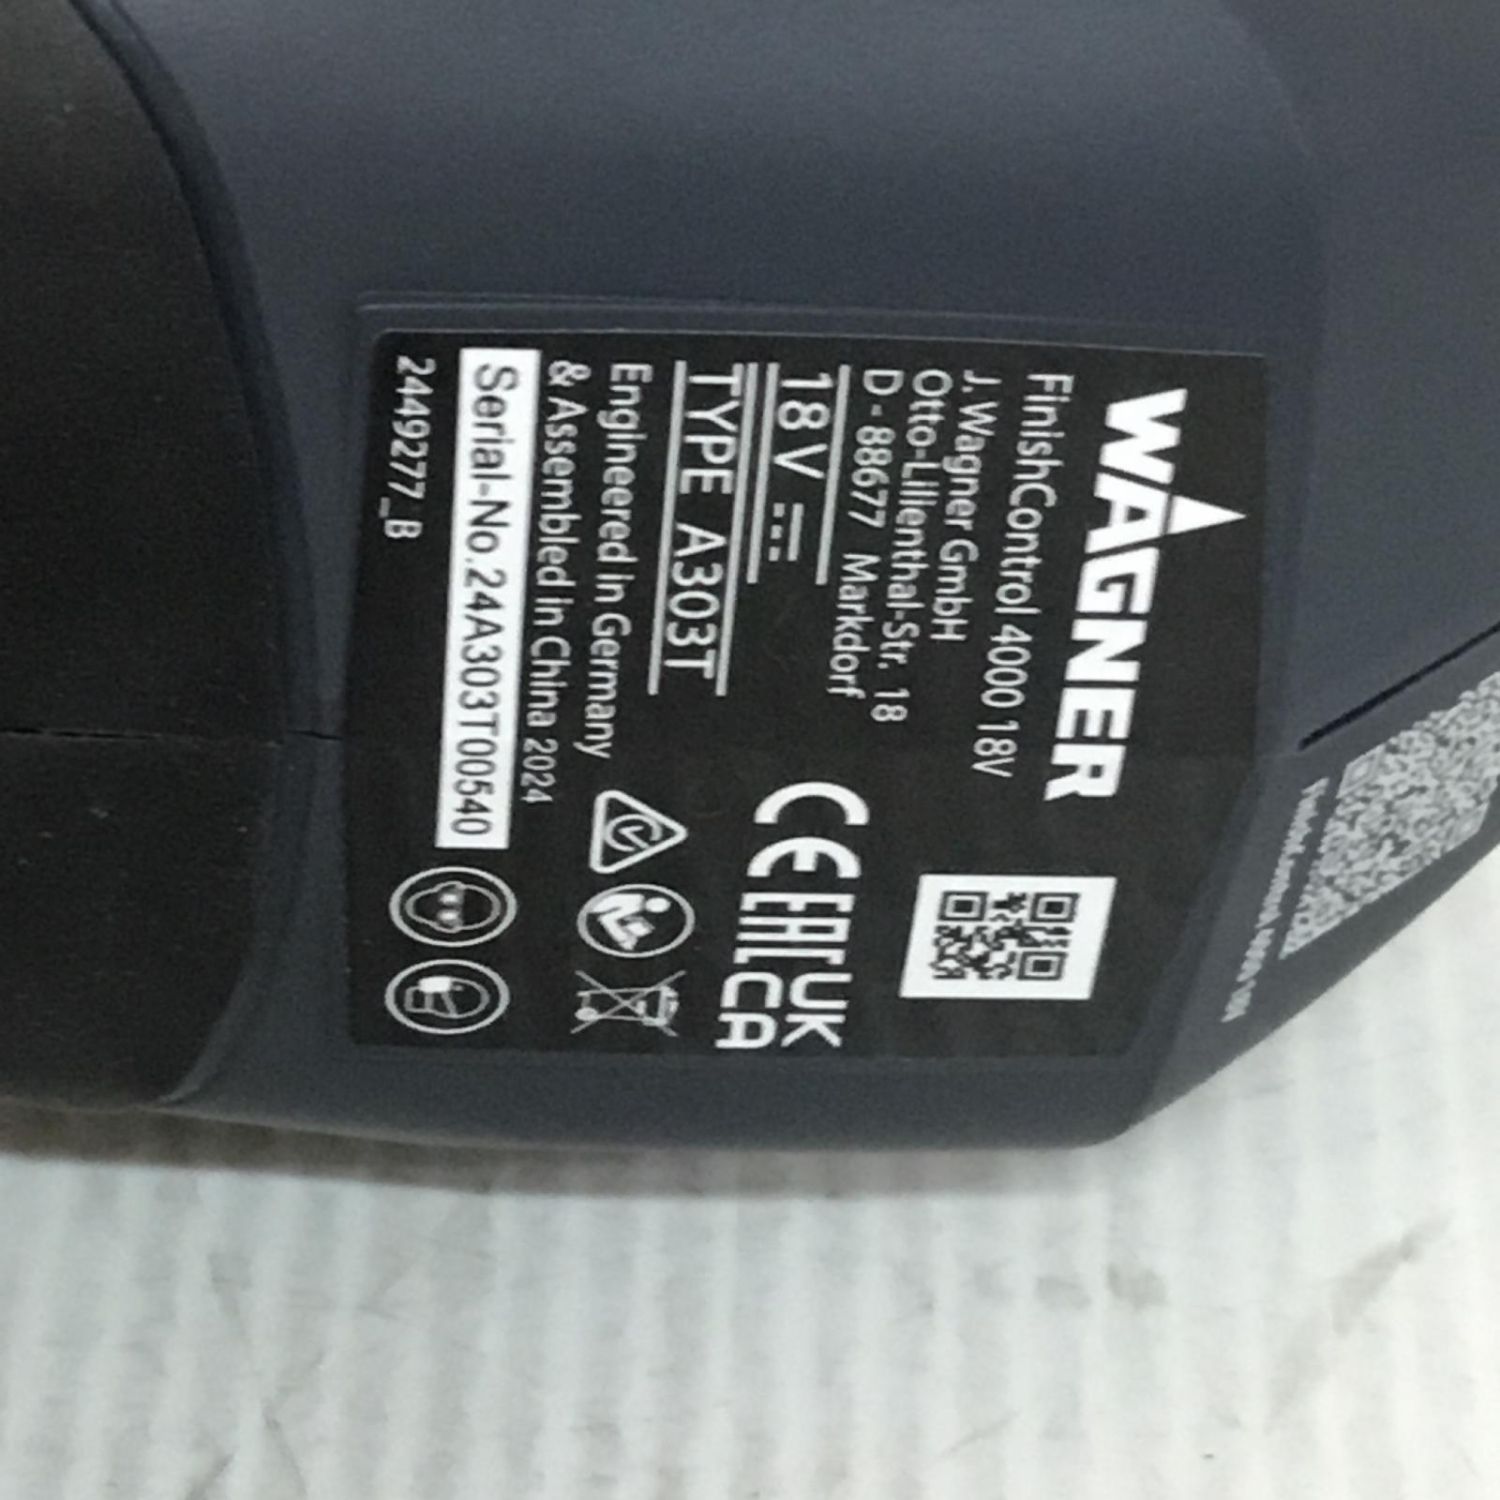 WAGNER
FinishControl 4000 18V
J. Wagner GmbH
Otto-Lilienthal-Str. 18
D - 88677 Markdorf
18V
TYPE A303T
Engineered in Germany
& Assembled in China 2024
Serial-No.24A303T00540
2449277_B
CE EAC UK
CA